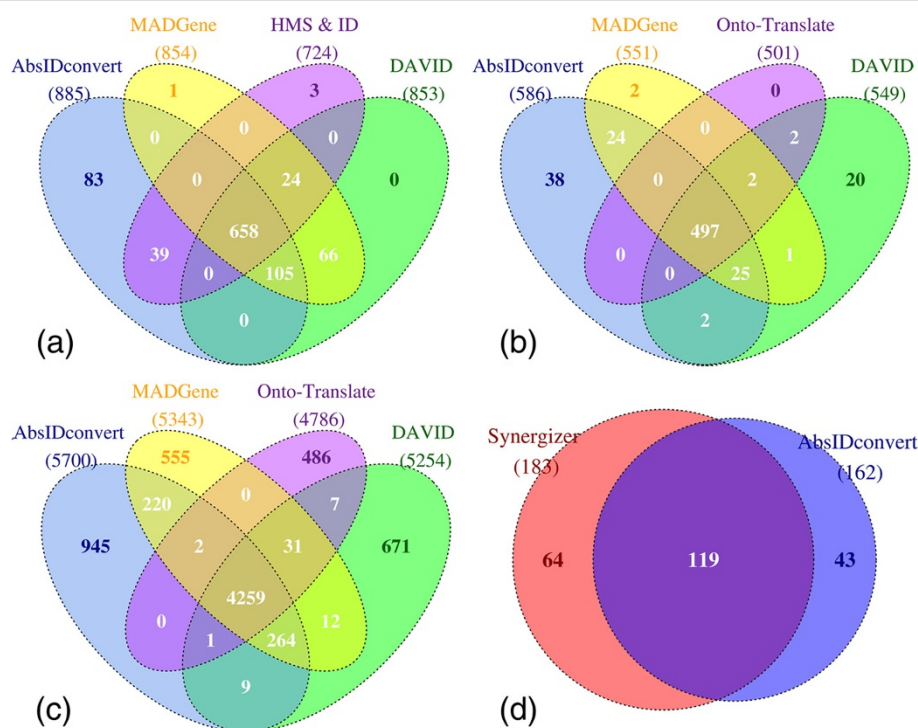 MADGene HMS & ID
(854) (724)
AbsIDconvert DAVID
(885) (853)
1 3
0 0 0
83 0 24 0
658
39 66
0 105
0
(a)
MADGene Onto-Translate
(551) (501)
AbsIDconvert DAVID
(586) (549)
2 0
24 0 2
38 0 2 20
497
0 1
0 25
2
(b)
MADGene Onto-Translate
(5343) (4786)
AbsIDconvert DAVID
(5700) (5254)
555 486
220 0 7
945 2 31 671
4259
0 12
1 264
9
(c)
Synergizer AbsIDconvert
(183) (162)
64 119 43
(d)